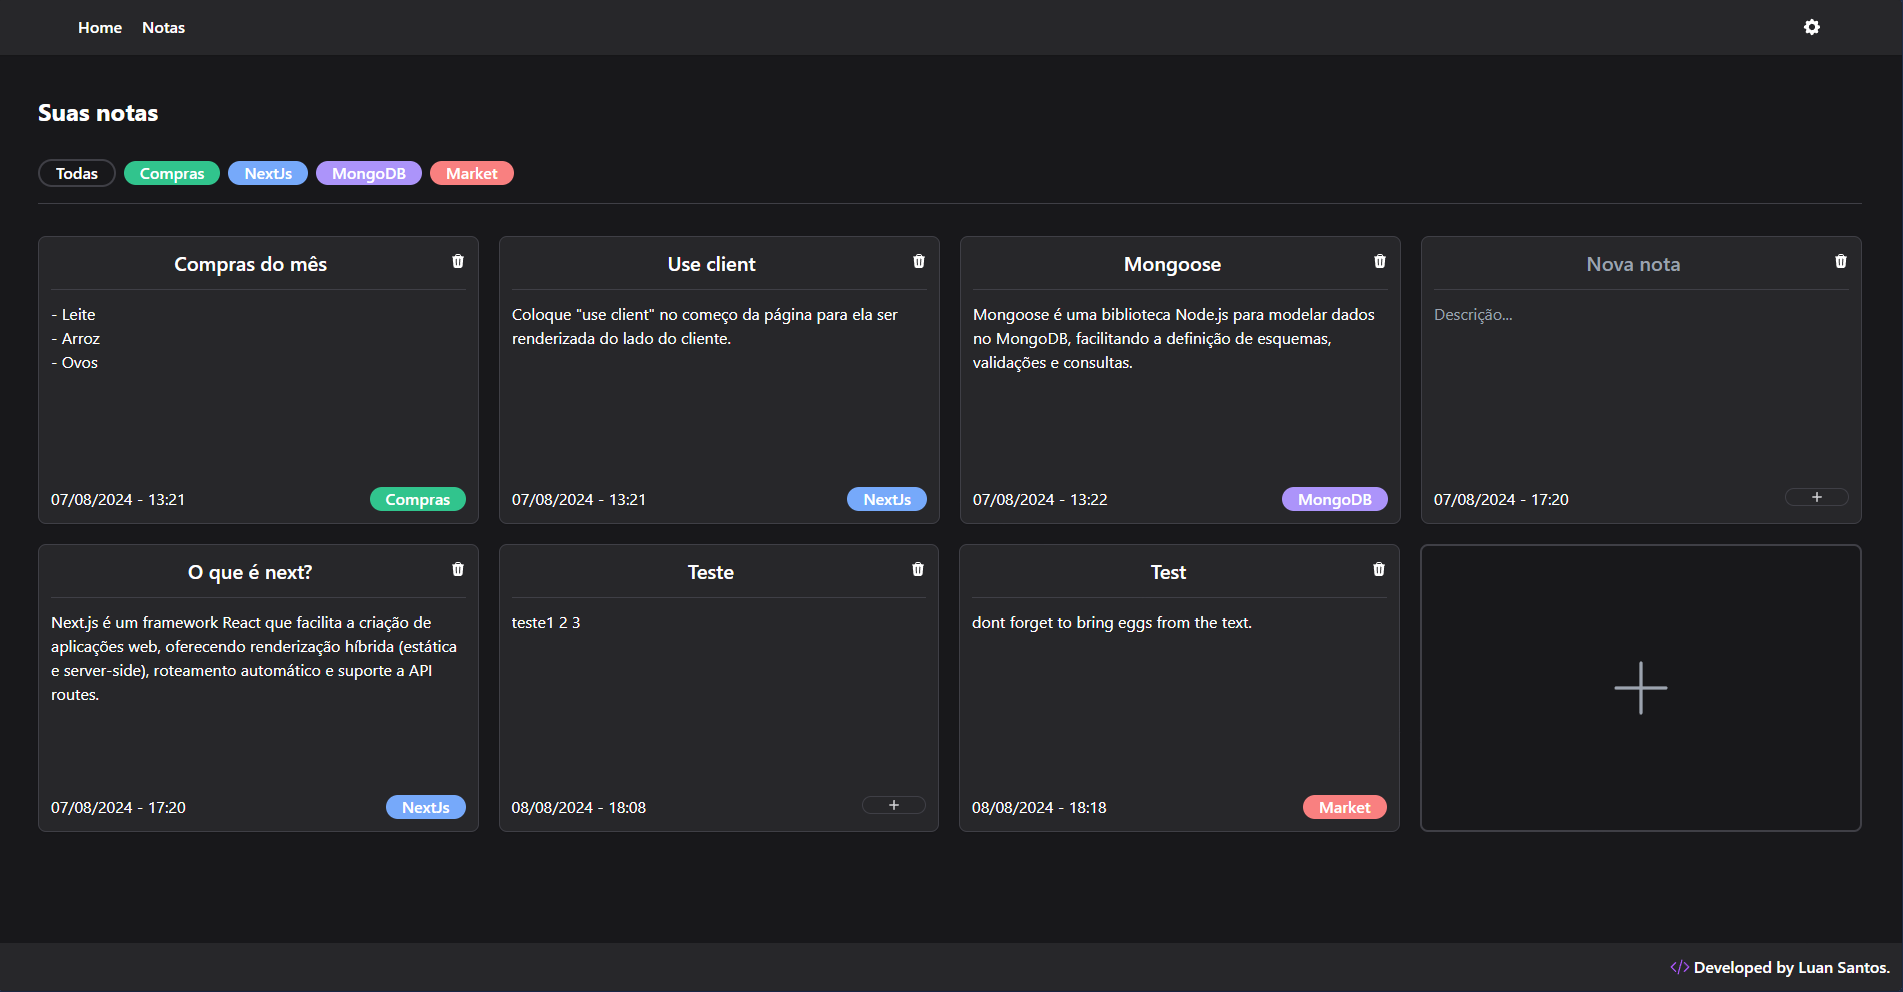 Home Notas
Suas notas
Todas Compras NextJs MongoDB Market
Compras do mês
- Leite
- Arroz
- Ovos
07/08/2024 - 13:21 Compras
Use client
Coloque "use client" no começo da página para ela ser
renderizada do lado do cliente.
07/08/2024 - 13:21 NextJs
Mongoose
Mongoose é uma biblioteca Node.js para modelar dados
no MongoDB, facilitando a definição de esquemas,
validações e consultas.
07/08/2024 - 13:22 MongoDB
Nova nota
Descrição...
07/08/2024 - 17:20 +
O que é next?
Next.js é um framework React que facilita a criação de
aplicações web, oferecendo renderização híbrida (estática
e server-side), roteamento automático e suporte a API
routes.
07/08/2024 - 17:20 NextJs
Teste
teste1 2 3
08/08/2024 - 18:08 +
Test
dont forget to bring eggs from the text.
08/08/2024 - 18:18 Market
</> Developed by Luan Santos.